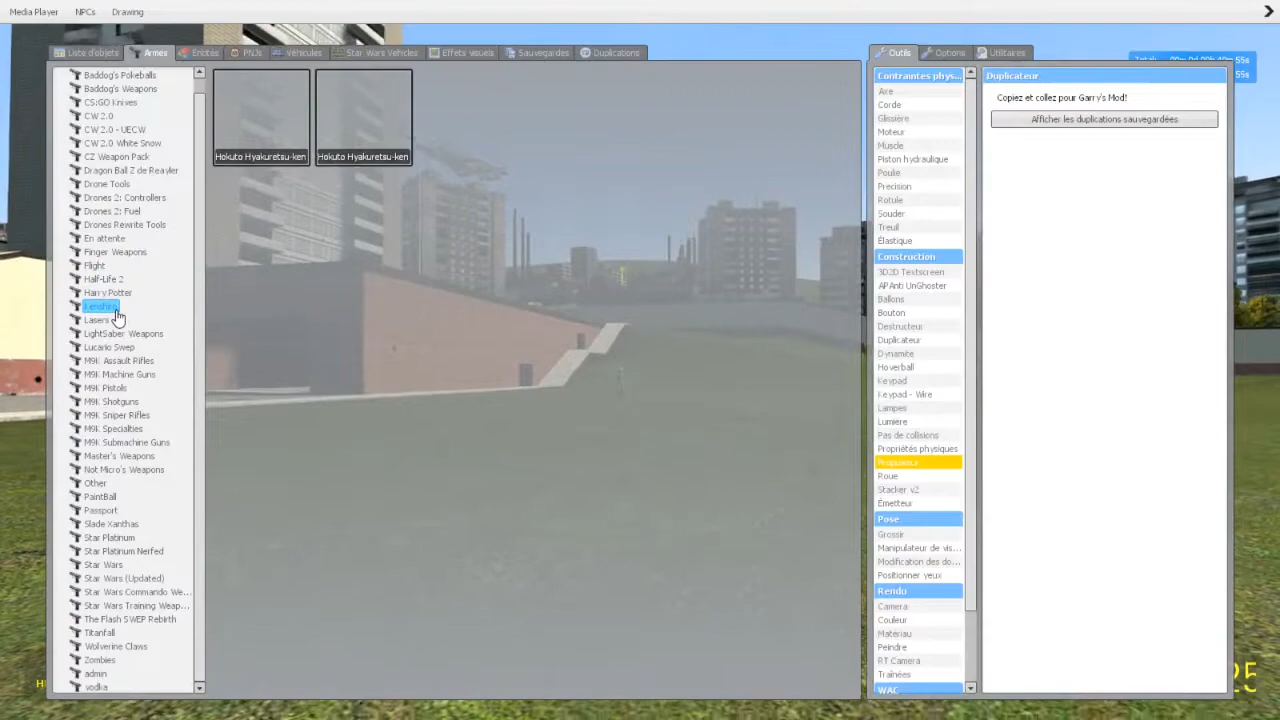 Media Player NPCs Drawing
Liste d'objets Armes Entités PNJs Véhicules Star Wars Vehicles Effets visuels Sauvegardes Duplications
Outils Options Utilitaires
Baddog's Pokeballs
Baddog's Weapons
CS:GO Knives
CW 2.0
CW 2.0 - UECW
CW 2.0 White Snow
CZ Weapon Pack
Dragon Ball Z de Reayler
Drone Tools
Drones 2: Controllers
Drones 2: Fuel
Drones Rewrite Tools
En attente
Finger Weapons
Flight
Half-Life 2
Harry Potter
Kenshiro
Lasers
LightSaber Weapons
Lucario Swep
M9K Assault Rifles
M9K Machine Guns
M9K Pistols
M9K Shotguns
M9K Sniper Rifles
M9K Specialties
M9K Submachine Guns
Master's Weapons
Not Micro's Weapons
Other
PaintBall
Passport
Slade Xanthas
Star Platinum
Star Platinum Nerfed
Star Wars
Star Wars (Updated)
Star Wars Commando We...
Star Wars Training Weap...
The Flash SWEP Rebirth
Titanfall
Wolverine Claws
Zombies
admin
vodka
Hokuto Hyakuretsu-ken Hokuto Hyakuretsu-ken
Contraintes phys...
Axe
Corde
Glissière
Moteur
Muscle
Piston hydraulique
Poulie
Precision
Rotule
Souder
Treuil
Élastique
Construction
3D2D Textscreen
APAnti UnGhoster
Ballons
Bouton
Destructeur
Duplicateur
Dynamite
Hoverball
Keypad
Keypad - Wire
Lampes
Lumière
Pas de collisions
Propriétés physiques
Propulseur
Roue
Stacker v2
Émetteur
Pose
Grossir
Manipulateur de vis...
Modification des do...
Positionner yeux
Rendu
Camera
Couleur
Materiau
Peindre
RT Camera
Traînées
WAC
Duplicateur
Copiez et collez pour Garry's Mod!
Afficher les duplications sauvegardées